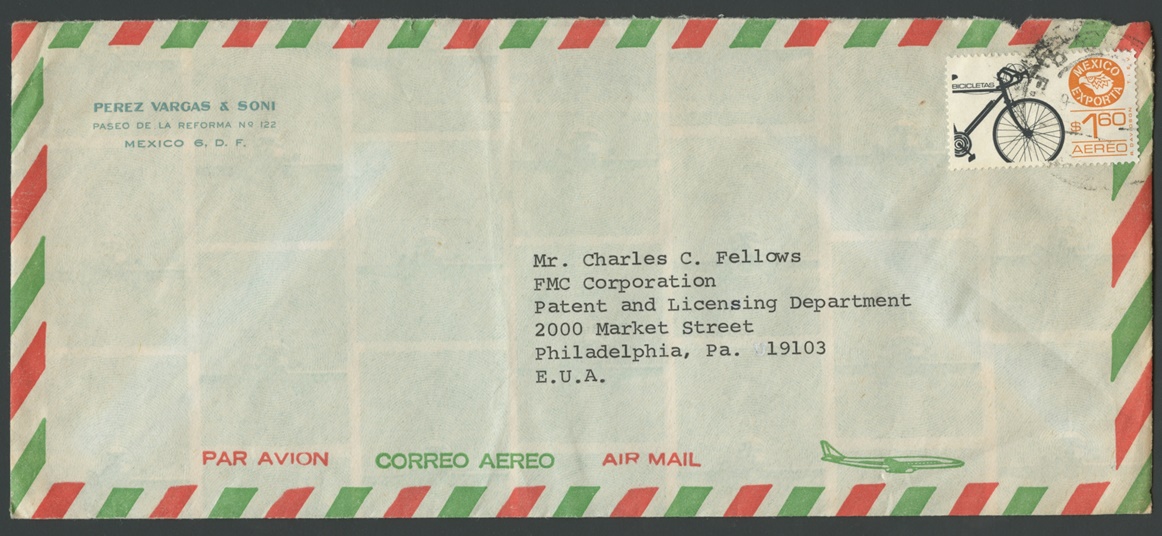 PEREZ VARGAS & SONI
PASEO DE LA REFORMA Nº 122
MEXICO 6, D. F.
BICICLETAS
MEXICO
EXPORTA
$1.60
AEREO
Mr. Charles C. Fellows
FMC Corporation
Patent and Licensing Department
2000 Market Street
Philadelphia, Pa. 19103
E.U.A.
PAR AVION CORREO AEREO AIR MAIL